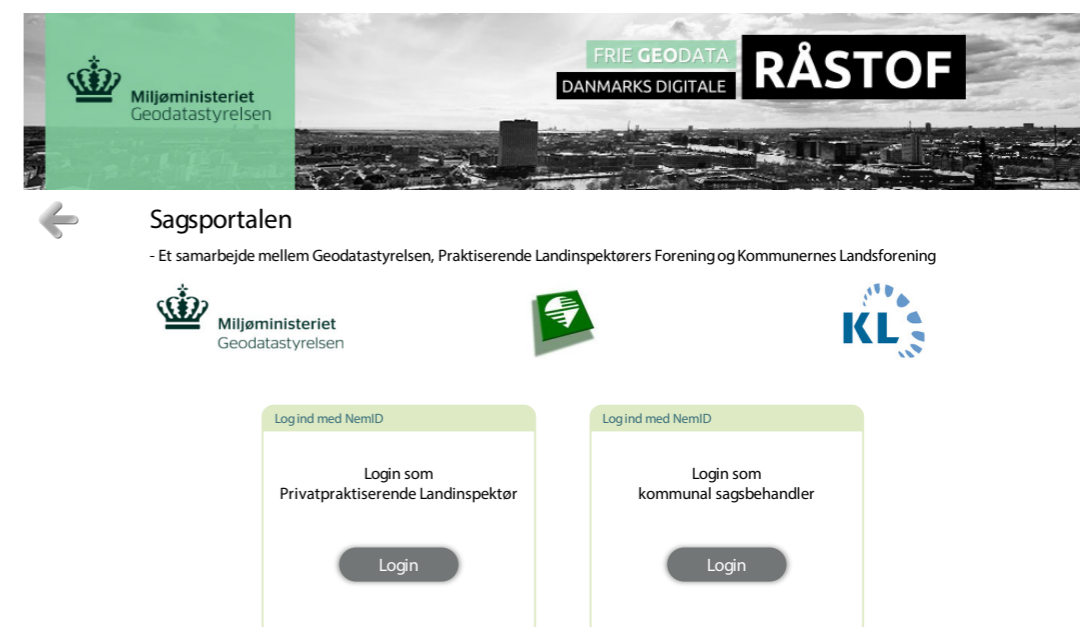 Miljøministeriet
Geodatastyrelsen
FRIE GEODATA
DANMARKS DIGITALE
RÅSTOF
Sagsportalen
- Et samarbejde mellem Geodatastyrelsen, Praktiserende Landinspektørers Forening og Kommunernes Landsforening
Miljøministeriet
Geodatastyrelsen
KL
Log ind med NemID
Login som
Privatpraktiserende Landinspektør
Login
Log ind med NemID
Login som
kommunal sagsbehandler
Login